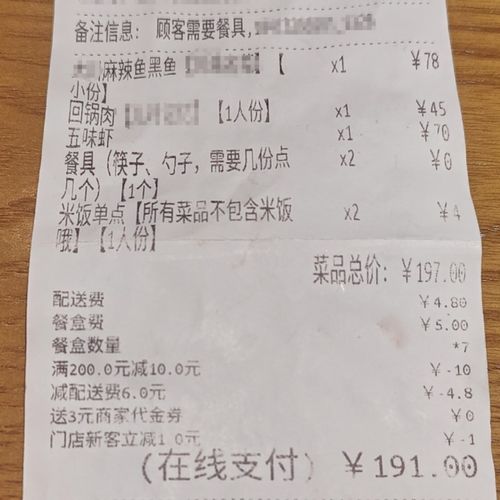 备注信息： 顾客需要餐具,
麻辣鱼黑鱼 【 x1 ￥78
小份】
回锅肉 【1人份】 x1 ￥45
五味虾 x1 ￥70
餐具（筷子、勺子，需要几份点 x2 ￥0
几个）【1个】
米饭单点【所有菜品不包含米饭 x2 ￥4
哦】【1人份】
菜品总价：￥197.00
配送费 ￥4.80
餐盒费 ￥5.00
餐盒数量 *7
满200.0元减10.0元 ￥-10
减配送费6.0元 ￥-4.8
送3元商家代金券 ￥0
门店新客立减1.0元 ￥-1
(在线支付) ￥191.00